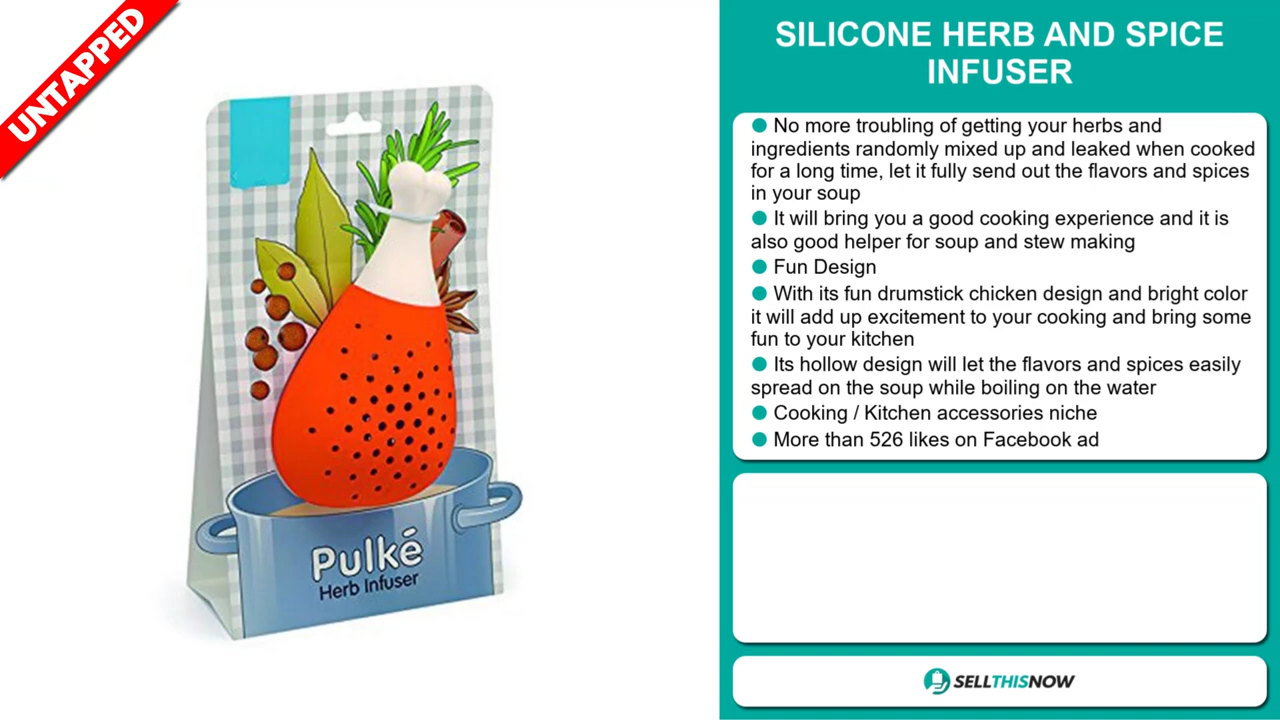 UNTAPPED
Pulké
Herb Infuser
SILICONE HERB AND SPICE
INFUSER
● No more troubling of getting your herbs and
ingredients randomly mixed up and leaked when cooked
for a long time, let it fully send out the flavors and spices
in your soup
● It will bring you a good cooking experience and it is
also good helper for soup and stew making
● Fun Design
● With its fun drumstick chicken design and bright color
it will add up excitement to your cooking and bring some
fun to your kitchen
● Its hollow design will let the flavors and spices easily
spread on the soup while boiling on the water
● Cooking / Kitchen accessories niche
● More than 526 likes on Facebook ad
SELLTHISNOW